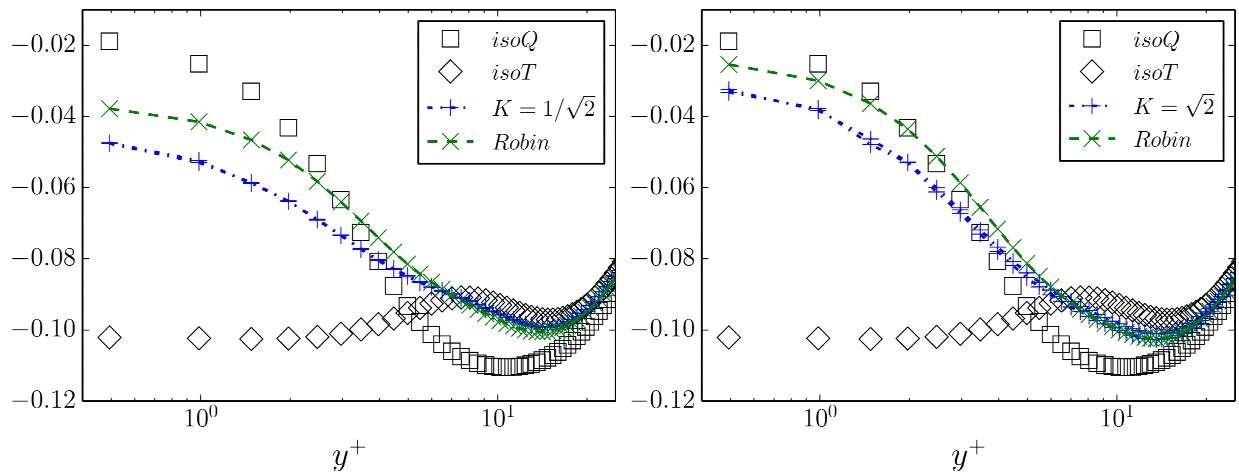 −0.02
−0.04
−0.06
−0.08
−0.10
−0.12
10⁰
10¹
y⁺
isoQ
isoT
K = 1/√2
Robin
−0.02
−0.04
−0.06
−0.08
−0.10
−0.12
10⁰
10¹
y⁺
isoQ
isoT
K = √2
Robin